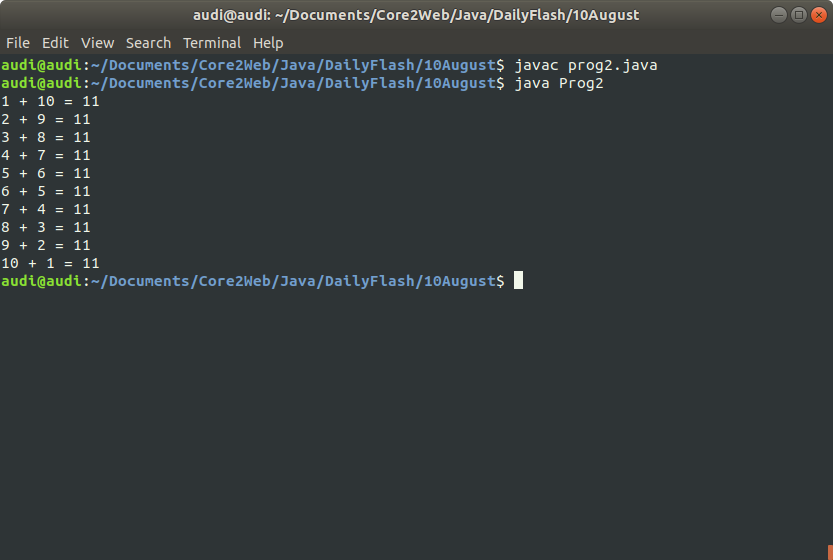 audi@audi: ~/Documents/Core2Web/Java/DailyFlash/10August
File Edit View Search Terminal Help
audi@audi:~/Documents/Core2Web/Java/DailyFlash/10August$ javac prog2.java
audi@audi:~/Documents/Core2Web/Java/DailyFlash/10August$ java Prog2
1 + 10 = 11
2 + 9 = 11
3 + 8 = 11
4 + 7 = 11
5 + 6 = 11
6 + 5 = 11
7 + 4 = 11
8 + 3 = 11
9 + 2 = 11
10 + 1 = 11
audi@audi:~/Documents/Core2Web/Java/DailyFlash/10August$